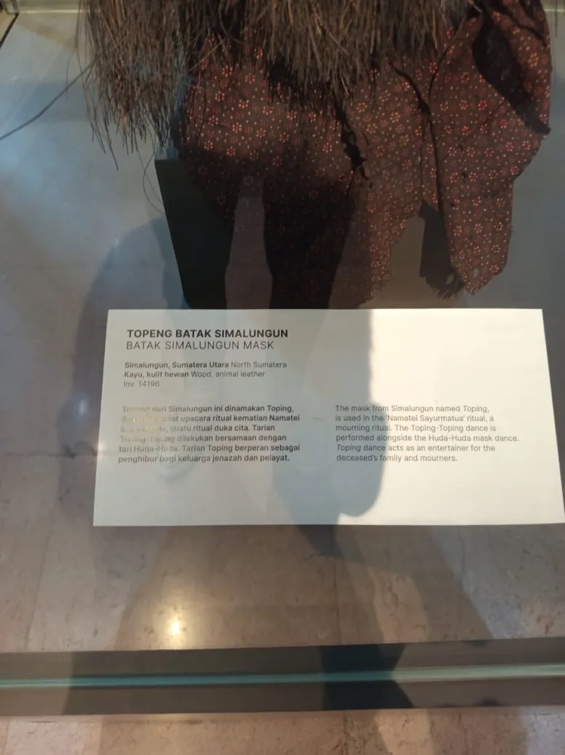 TOPENG BATAK SIMALUNGUN
BATAK SIMALUNGUN MASK
Simalungun, Sumatera Utara North Sumatera
Kayu, kulit hewan Wood, animal leather
Inv. 14196
dari Simalungun ini dinamakan Toping,
upacara ritual kematian Namatei
suatu ritual duka cita. Tarian
Toping-Toping dilakukan bersamaan dengan
tari Huda-Huda. Tarian Toping berperan sebagai
penghibur bagi keluarga jenazah dan pelayat.
The mask from Simalungun named Toping,
is used in the 'Namatei Sayurmatua' ritual, a
mourning ritual. The Toping-Toping dance is
performed alongside the Huda-Huda mask dance.
Toping dance acts as an entertainer for the
deceased's family and mourners.